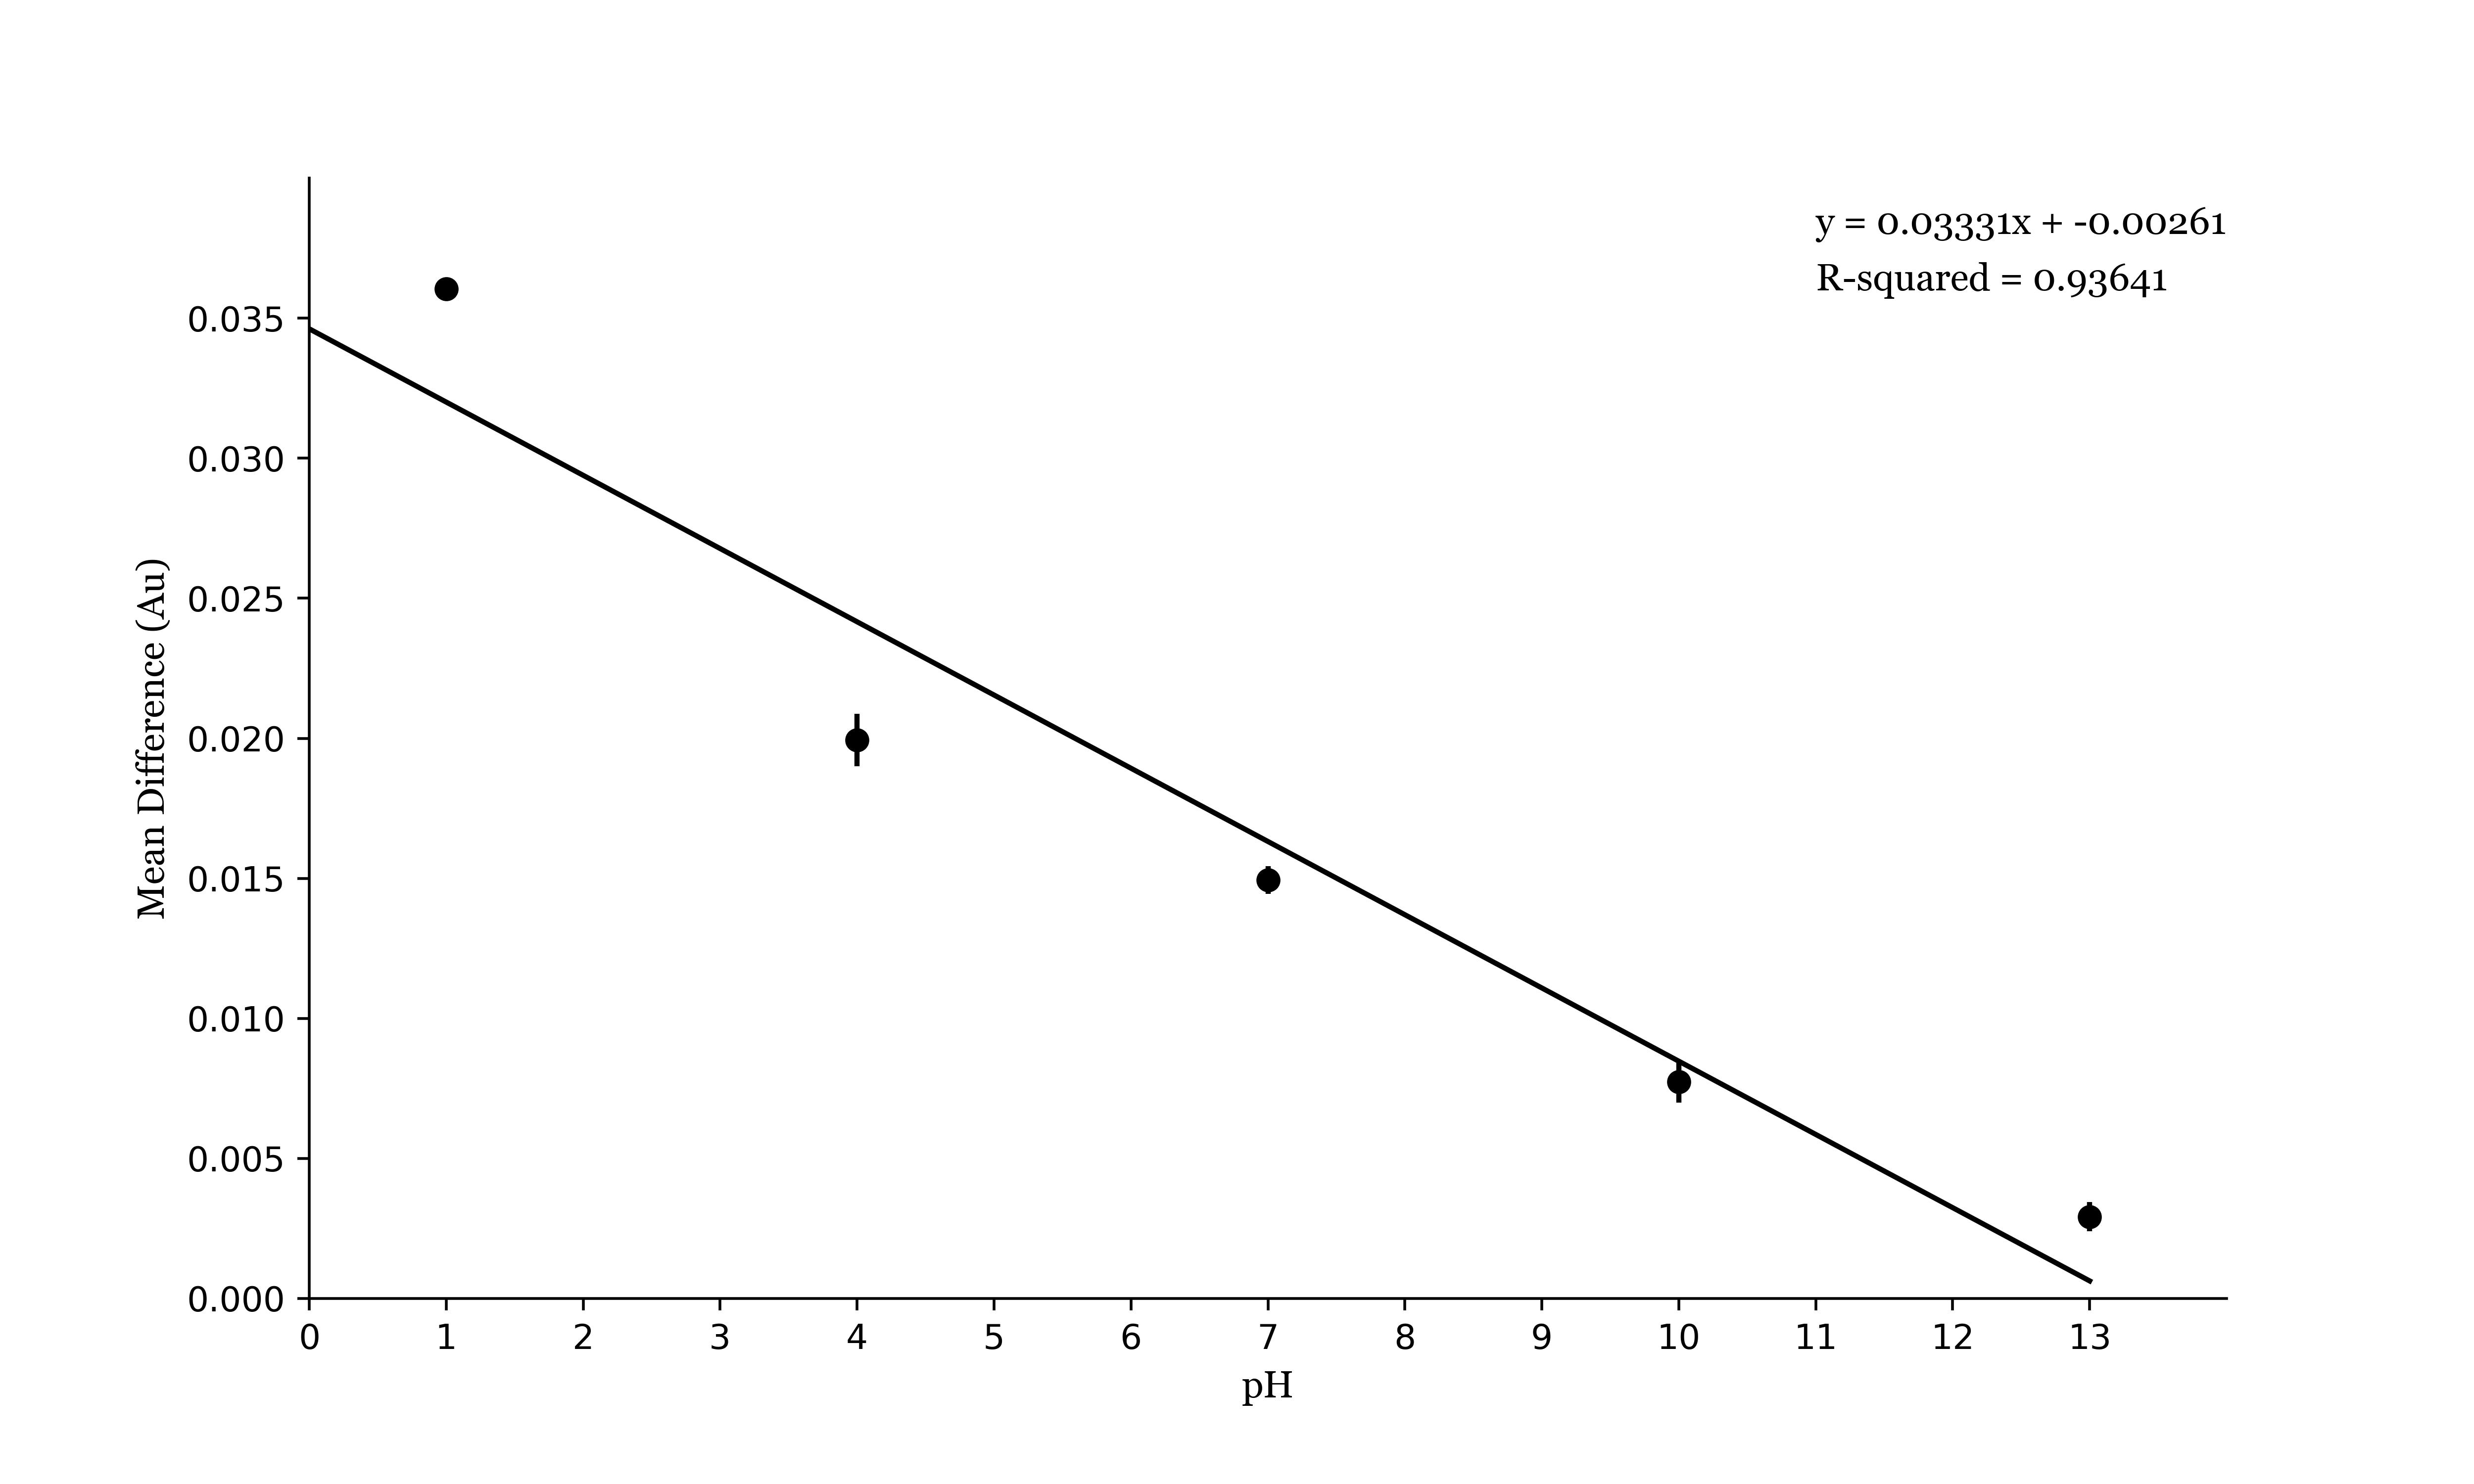 y = 0.03331x + -0.00261
R-squared = 0.93641
0.035
0.030
0.025
0.020
0.015
0.010
0.005
0.000
Mean Difference (Au)
0 1 2 3 4 5 6 7 8 9 10 11 12 13
pH